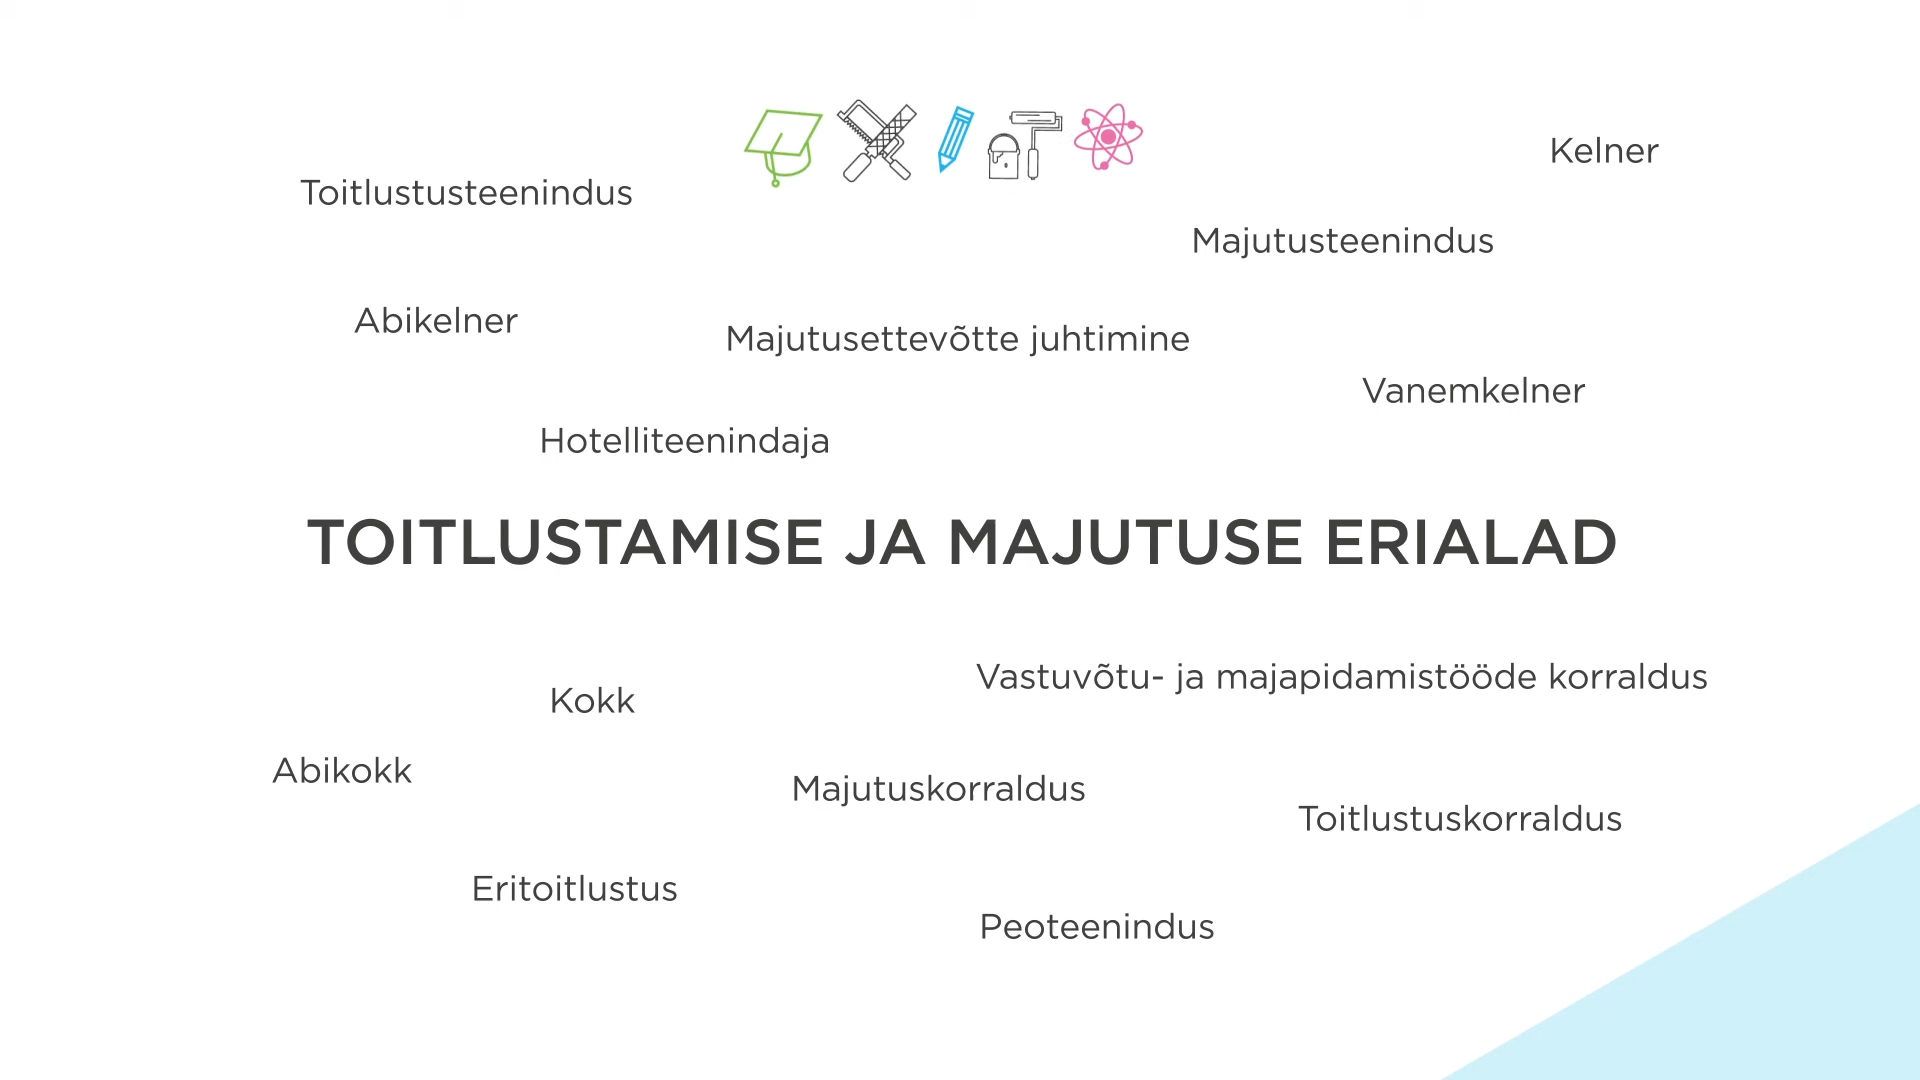 Kelner
Toitlustusteenindus
Majutusteenindus
Abikelner
Majutusettevõtte juhtimine
Vanemkelner
Hotelliteenindaja
TOITLUSTAMISE JA MAJUTUSE ERIALAD
Vastuvõtu- ja majapidamistööde korraldus
Kokk
Abikokk
Majutuskorraldus
Toitlustuskorraldus
Eritoitlustus
Peoteenindus